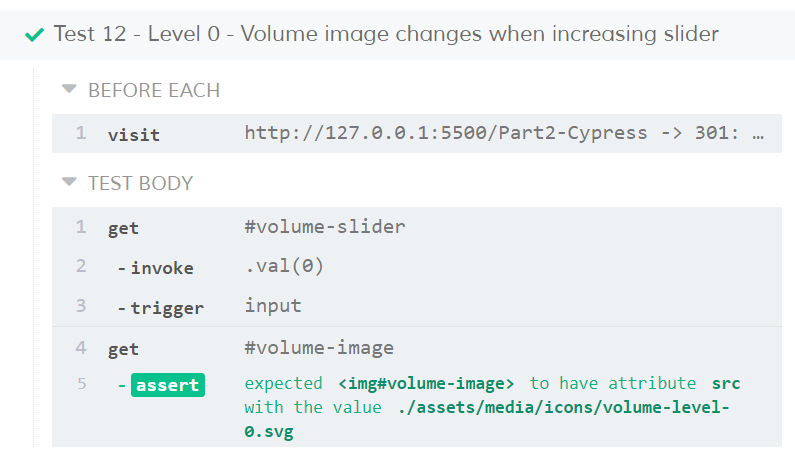 Test 12 - Level 0 - Volume image changes when increasing slider
BEFORE EACH
1 visit http://127.0.0.1:5500/Part2-Cypress -> 301: …
TEST BODY
1 get #volume-slider
2 - invoke .val(0)
3 - trigger input
4 get #volume-image
5 - assert expected <img#volume-image> to have attribute src
with the value ./assets/media/icons/volume-level-
0.svg